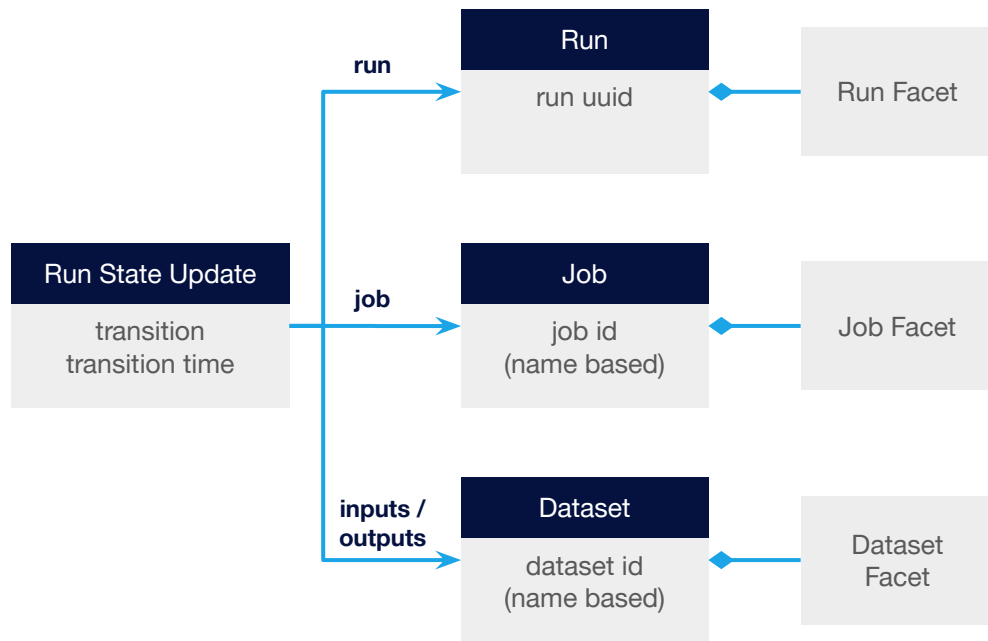 Run
run
run uuid
Run Facet
Run State Update
transition
transition time
job
Job
job id
(name based)
Job Facet
inputs /
outputs
Dataset
dataset id
(name based)
Dataset
Facet